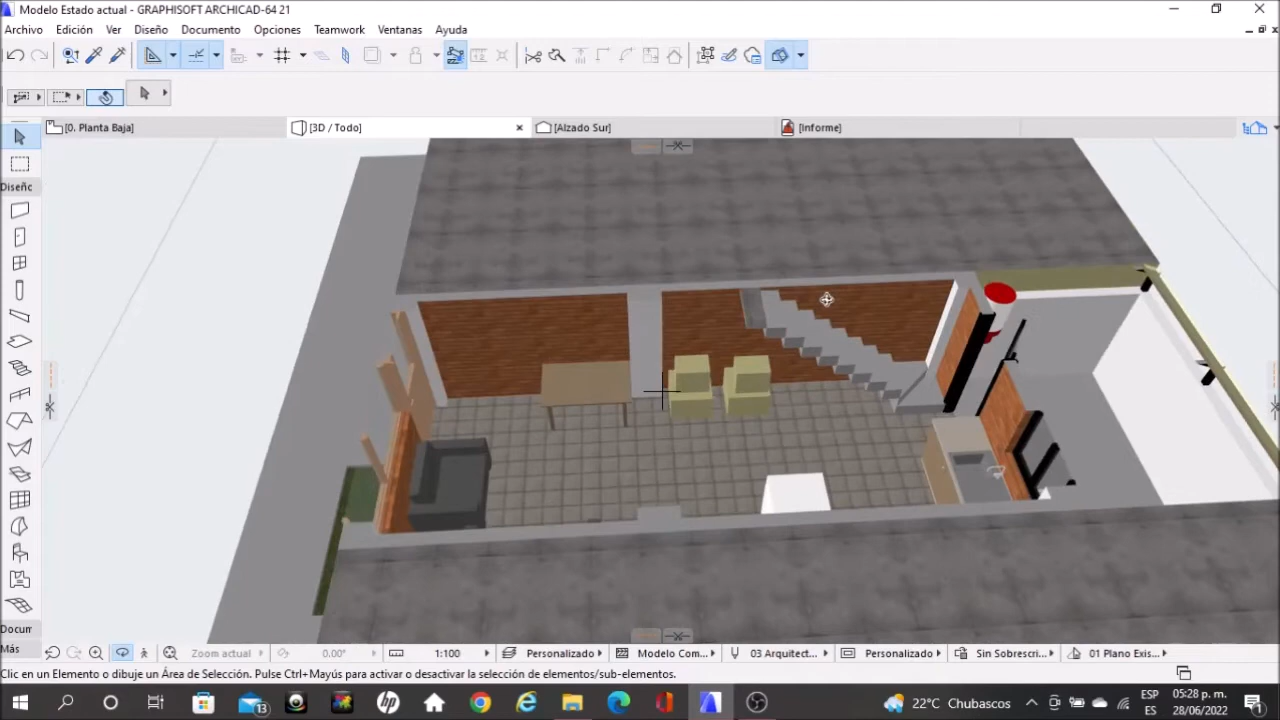 Modelo Estado actual - GRAPHISOFT ARCHICAD-64 21
Archivo Edición Ver Diseño Documento Opciones Teamwork Ventanas Ayuda
[0. Planta Baja] [3D / Todo] [Alzado Sur] [Informe]
Diseñc
Docum
Más
Zoom actual 0.00° 1:100 Personalizado Modelo Com... 03 Arquitect... Personalizado Sin Sobrescri... 01 Plano Exis...
Clic en un Elemento o dibuje un Área de Selección. Pulse Ctrl+Mayús para activar o desactivar la selección de elementos/sub-elementos.
13 22°C Chubascos ESP 05:28 p. m.
ES 28/06/2022 1